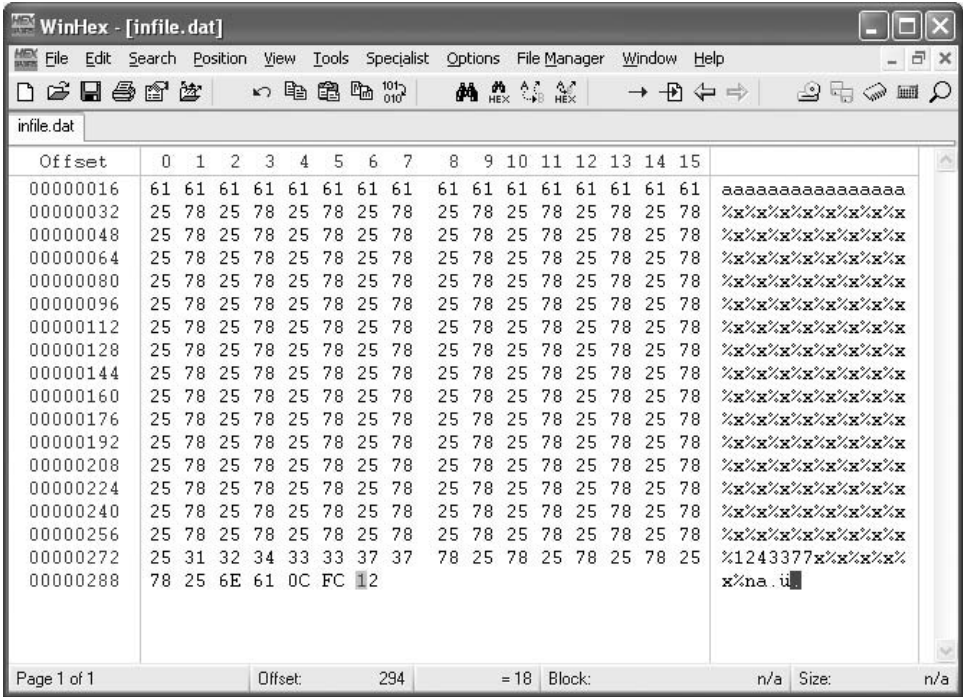 WinHex - [infile.dat]
File Edit Search Position View Tools Specialist Options File Manager Window Help
infile.dat
Offset 0 1 2 3 4 5 6 7 8 9 10 11 12 13 14 15
00000016 61 61 61 61 61 61 61 61 61 61 61 61 61 61 61 61 aaaaaaaaaaaaaaaa
00000032 25 78 25 78 25 78 25 78 25 78 25 78 25 78 25 78 %x%x%x%x%x%x%x%x
00000048 25 78 25 78 25 78 25 78 25 78 25 78 25 78 25 78 %x%x%x%x%x%x%x%x
00000064 25 78 25 78 25 78 25 78 25 78 25 78 25 78 25 78 %x%x%x%x%x%x%x%x
00000080 25 78 25 78 25 78 25 78 25 78 25 78 25 78 25 78 %x%x%x%x%x%x%x%x
00000096 25 78 25 78 25 78 25 78 25 78 25 78 25 78 25 78 %x%x%x%x%x%x%x%x
00000112 25 78 25 78 25 78 25 78 25 78 25 78 25 78 25 78 %x%x%x%x%x%x%x%x
00000128 25 78 25 78 25 78 25 78 25 78 25 78 25 78 25 78 %x%x%x%x%x%x%x%x
00000144 25 78 25 78 25 78 25 78 25 78 25 78 25 78 25 78 %x%x%x%x%x%x%x%x
00000160 25 78 25 78 25 78 25 78 25 78 25 78 25 78 25 78 %x%x%x%x%x%x%x%x
00000176 25 78 25 78 25 78 25 78 25 78 25 78 25 78 25 78 %x%x%x%x%x%x%x%x
00000192 25 78 25 78 25 78 25 78 25 78 25 78 25 78 25 78 %x%x%x%x%x%x%x%x
00000208 25 78 25 78 25 78 25 78 25 78 25 78 25 78 25 78 %x%x%x%x%x%x%x%x
00000224 25 78 25 78 25 78 25 78 25 78 25 78 25 78 25 78 %x%x%x%x%x%x%x%x
00000240 25 78 25 78 25 78 25 78 25 78 25 78 25 78 25 78 %x%x%x%x%x%x%x%x
00000256 25 78 25 78 25 78 25 78 25 78 25 78 25 78 25 78 %x%x%x%x%x%x%x%x
00000272 25 31 32 34 33 33 37 37 78 25 78 25 78 25 78 25 %1243377x%x%x%x%
00000288 78 25 6E 61 0C FC 12 x%na.ü.
Page 1 of 1 Offset: 294 = 18 Block: n/a Size: n/a